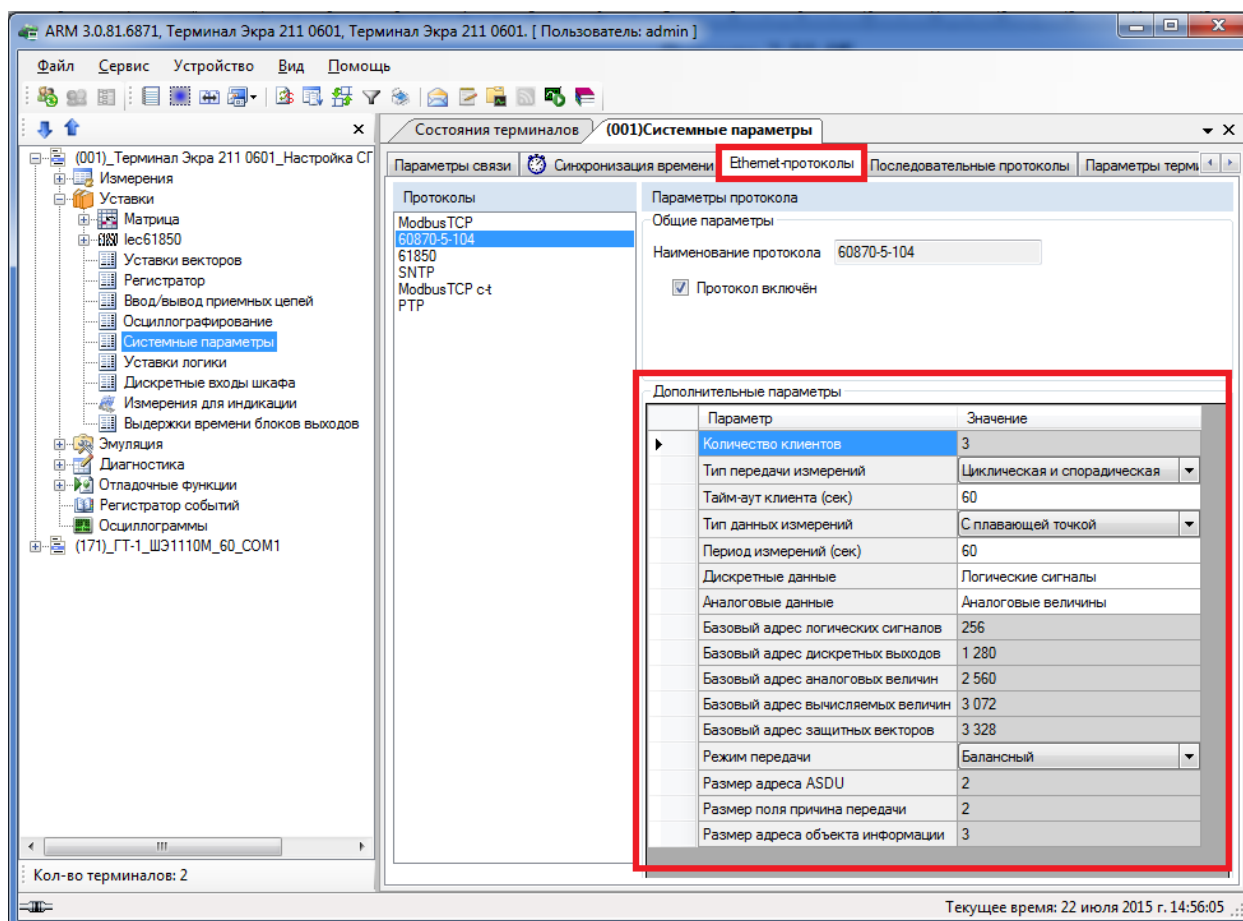 ARM 3.0.81.6871, Терминал Экра 211 0601, Терминал Экра 211 0601. [ Пользователь: admin ]
Файл Сервис Устройство Вид Помощь
(001)_Терминал Экра 211 0601_Настройка СГ
Измерения
Уставки
Матрица
61850 Iec61850
Уставки векторов
Регистратор
Ввод/вывод приемных цепей
Осциллографирование
Системные параметры
Уставки логики
Дискретные входы шкафа
Измерения для индикации
Выдержки времени блоков выходов
Эмуляция
Диагностика
Отладочные функции
Регистратор событий
Осциллограммы
(171)_ГТ-1_ШЭ1110М_60_COM1
Кол-во терминалов: 2
Состояния терминалов (001)Системные параметры
Параметры связи Синхронизация времени Ethernet-протоколы Последовательные протоколы Параметры терми
Протоколы
ModbusTCP
60870-5-104
61850
SNTP
ModbusTCP c-t
PTP
Параметры протокола
Общие параметры
Наименование протокола 60870-5-104
Протокол включён
Дополнительные параметры
Параметр Значение
Количество клиентов 3
Тип передачи измерений Циклическая и спорадическая
Тайм-аут клиента (сек) 60
Тип данных измерений С плавающей точкой
Период измерений (сек) 60
Дискретные данные Логические сигналы
Аналоговые данные Аналоговые величины
Базовый адрес логических сигналов 256
Базовый адрес дискретных выходов 1 280
Базовый адрес аналоговых величин 2 560
Базовый адрес вычисляемых величин 3 072
Базовый адрес защитных векторов 3 328
Режим передачи Балансный
Размер адреса ASDU 2
Размер поля причина передачи 2
Размер адреса объекта информации 3
Текущее время: 22 июля 2015 г. 14:56:05